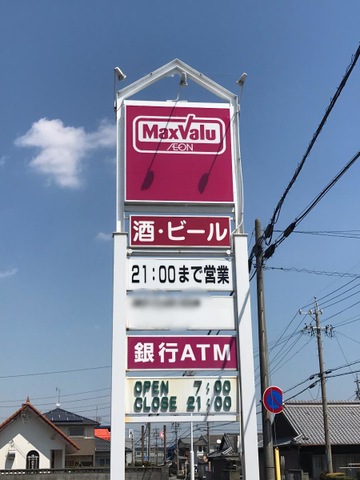 MaxValu
ÆON
酒・ビール
21:00まで営業
銀行ATM
OPEN 7:00
CLOSE 21:00